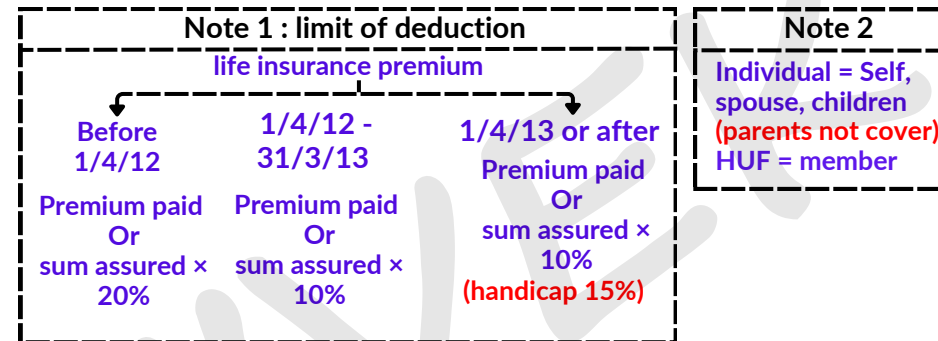 Note 1 : limit of deduction
life insurance premium
Before
1/4/12
Premium paid
Or
sum assured ×
20%
1/4/12 -
31/3/13
Premium paid
Or
sum assured ×
10%
1/4/13 or after
Premium paid
Or
sum assured ×
10%
(handicap 15%)
Note 2
Individual = Self,
spouse, children
(parents not cover)
HUF = member